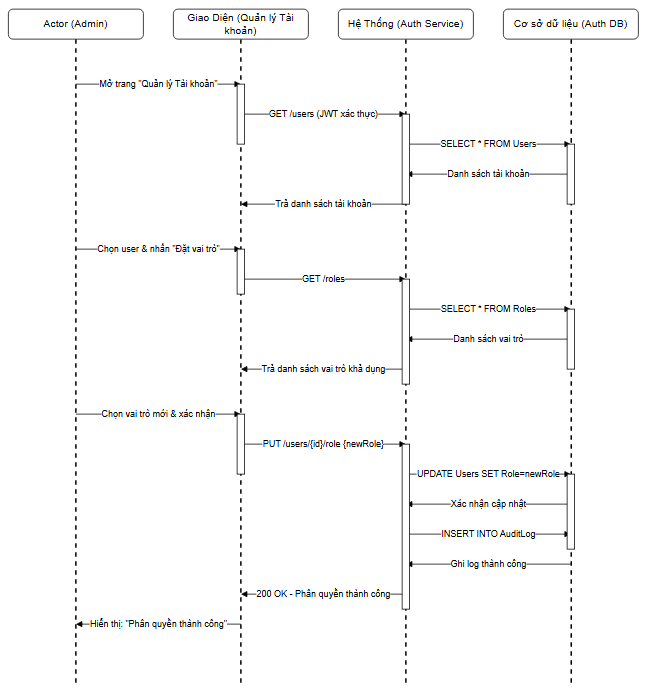 Actor (Admin)
Giao Diện (Quản lý Tài
khoản)
Hệ Thống (Auth Service)
Cơ sở dữ liệu (Auth DB)
Mở trang "Quản lý Tài khoản"
GET /users (JWT xác thực)
SELECT * FROM Users
Danh sách tài khoản
Trả danh sách tài khoản
Chọn user & nhấn "Đặt vai trò"
GET /roles
SELECT * FROM Roles
Danh sách vai trò
Trả danh sách vai trò khả dụng
Chọn vai trò mới & xác nhận
PUT /users/{id}/role {newRole}
UPDATE Users SET Role=newRole
Xác nhận cập nhật
INSERT INTO AuditLog
Ghi log thành công
200 OK - Phân quyền thành công
Hiển thị: "Phân quyền thành công"